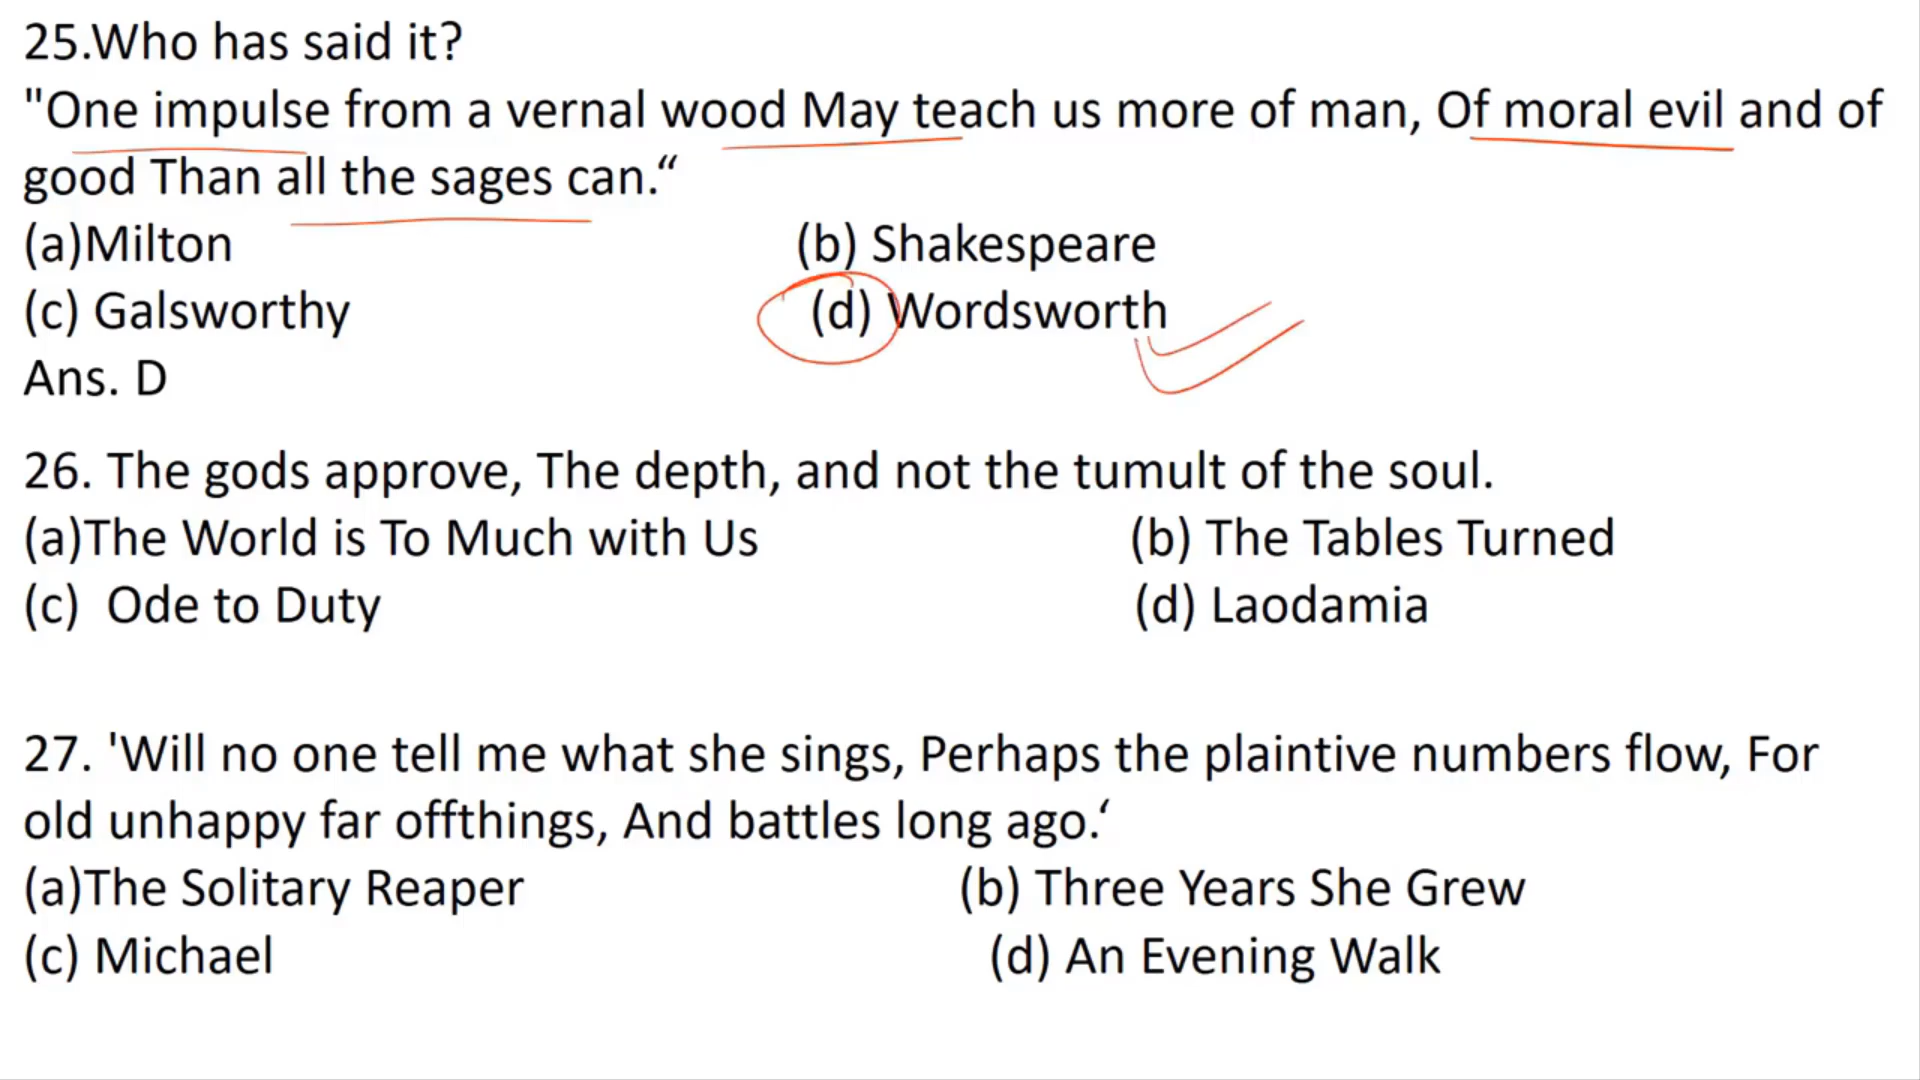 25.Who has said it?
"One impulse from a vernal wood May teach us more of man, Of moral evil and of
good Than all the sages can.“
(a)Milton (b) Shakespeare
(c) Galsworthy (d) Wordsworth
Ans. D
26. The gods approve, The depth, and not the tumult of the soul.
(a)The World is To Much with Us (b) The Tables Turned
(c) Ode to Duty (d) Laodamia
27. 'Will no one tell me what she sings, Perhaps the plaintive numbers flow, For
old unhappy far offthings, And battles long ago.‘
(a)The Solitary Reaper (b) Three Years She Grew
(c) Michael (d) An Evening Walk